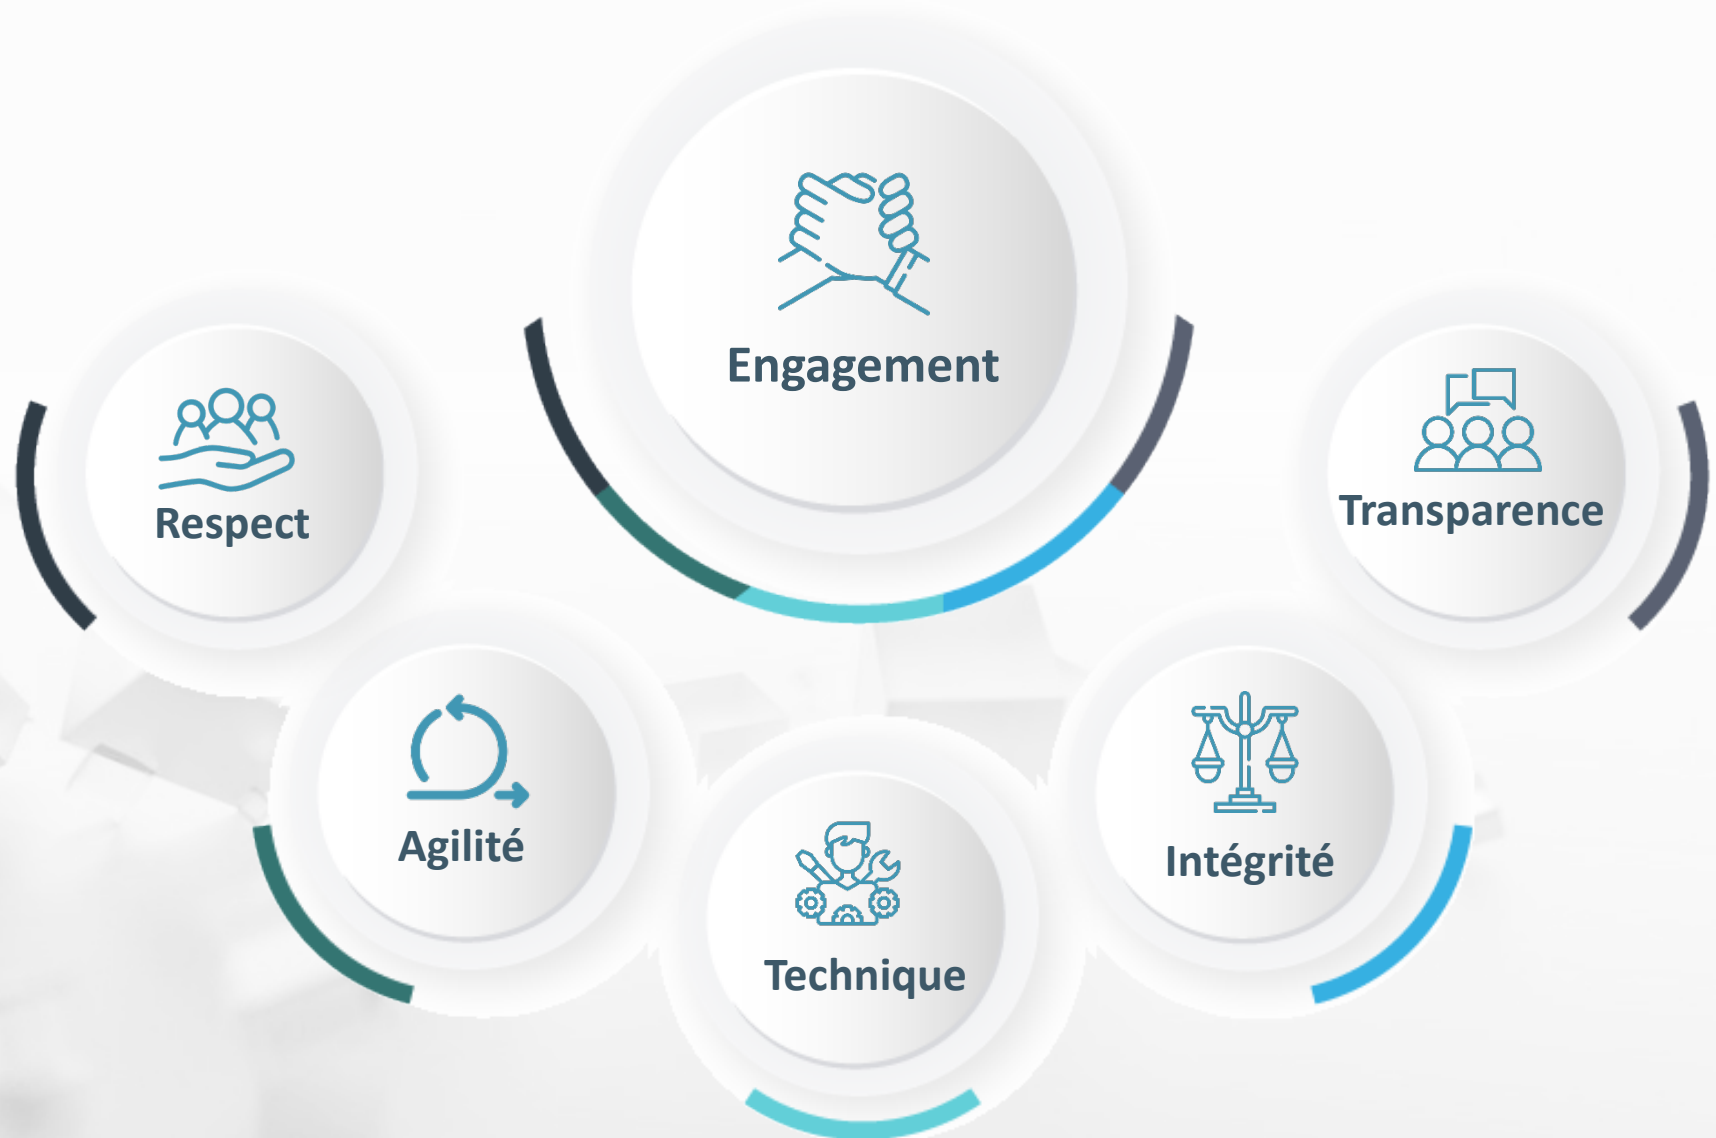 Engagement
Respect
Transparence
Agilité
Intégrité
Technique